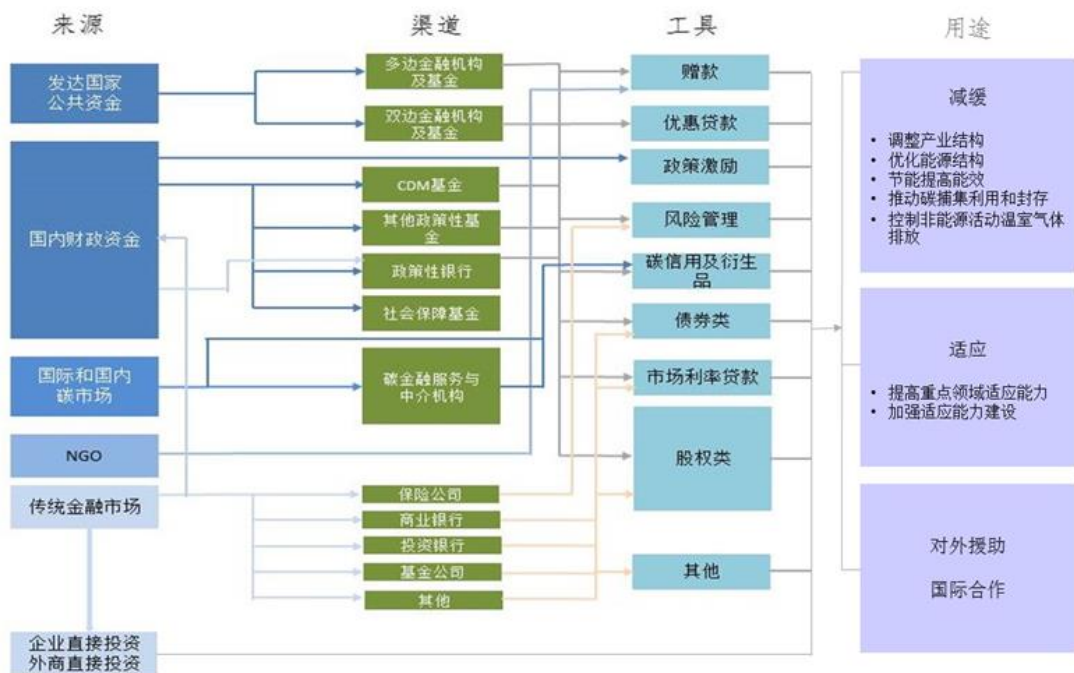 来源
渠道
工具
用途
发达国家
公共资金
国内财政资金
国际和国内
碳市场
NGO
传统金融市场
企业直接投资
外商直接投资
多边金融机构
及基金
双边金融机构
及基金
CDM基金
其他政策性基
金
政策性银行
社会保障基金
碳金融服务与
中介机构
保险公司
商业银行
投资银行
基金公司
其他
赠款
优惠贷款
政策激励
风险管理
碳信用及衍生
品
债券类
市场利率贷款
股权类
其他
减缓
• 调整产业结构
• 优化能源结构
• 节能提高能效
• 推动碳捕集利用和封存
• 控制非能源活动温室气体
排放
适应
• 提高重点领域适应能力
• 加强适应能力建设
对外援助
国际合作